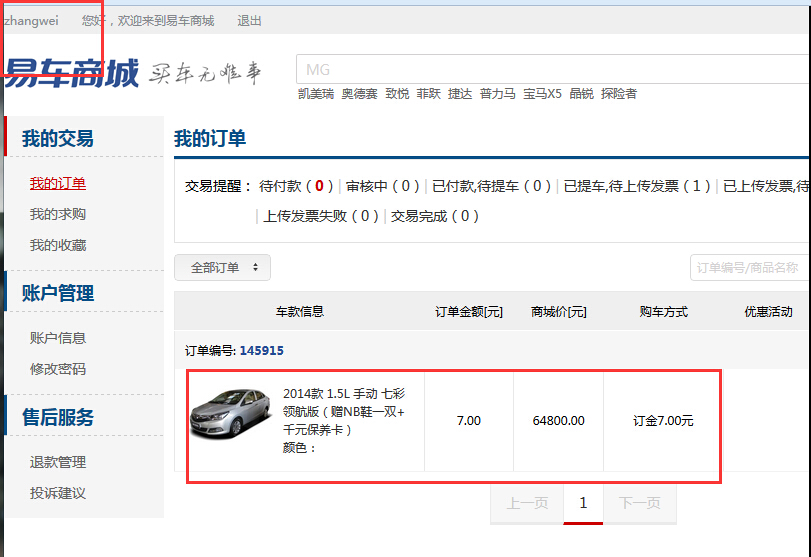 zhangwei 您好，欢迎来到易车商城 退出
易车商城 买车无难事
MG
凯美瑞 奥德赛 致悦 菲跃 捷达 普力马 宝马X5 晶锐 探险者
我的交易
我的订单
我的求购
我的收藏
账户管理
账户信息
修改密码
售后服务
退款管理
投诉建议
我的订单
交易提醒： 待付款（0）| 审核中（0）| 已付款,待提车（0）| 已提车,待上传发票（1）| 已上传发票,待
| 上传发票失败（0）| 交易完成（0）
全部订单
订单编号/商品名称
车款信息 订单金额[元] 商城价[元] 购车方式 优惠活动
订单编号: 145915
2014款 1.5L 手动 七彩
领航版（赠NB鞋一双+
千元保养卡）
颜色：
7.00 64800.00 订金7.00元
上一页 1 下一页